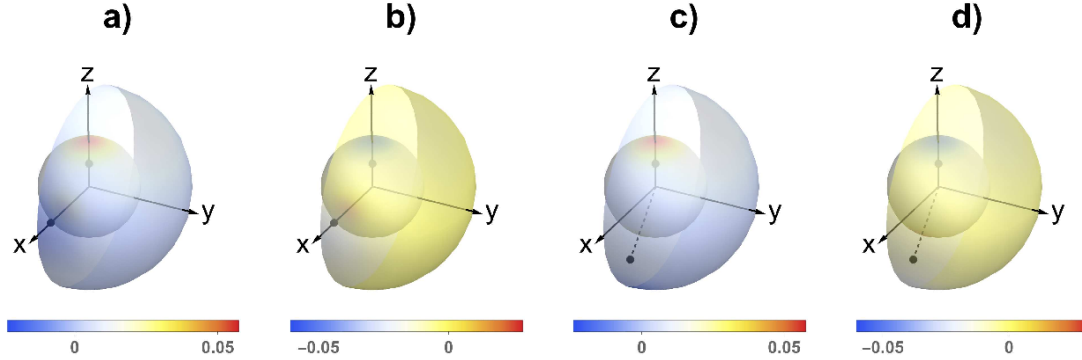 a) b) c) d)
z z z z
y y y y
x x x x
0 0.05 −0.05 0 0 0.05 −0.05 0